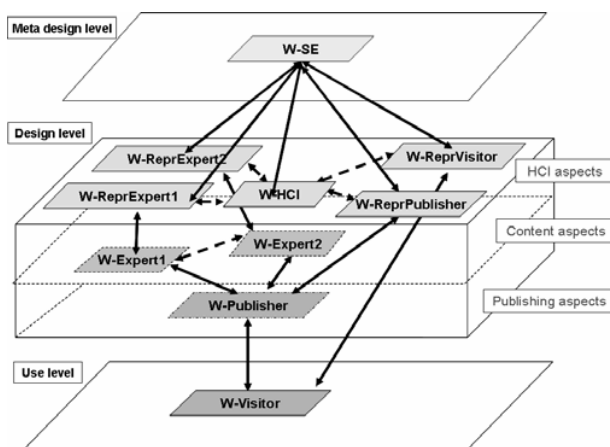 Meta design level
W-SE
Design level
W-ReprExpert2
W-ReprVisitor
HCI aspects
W-ReprExpert1
W-HCI
W-ReprPublisher
Content aspects
W-Expert1
W-Expert2
W-Publisher
Publishing aspects
Use level
W-Visitor